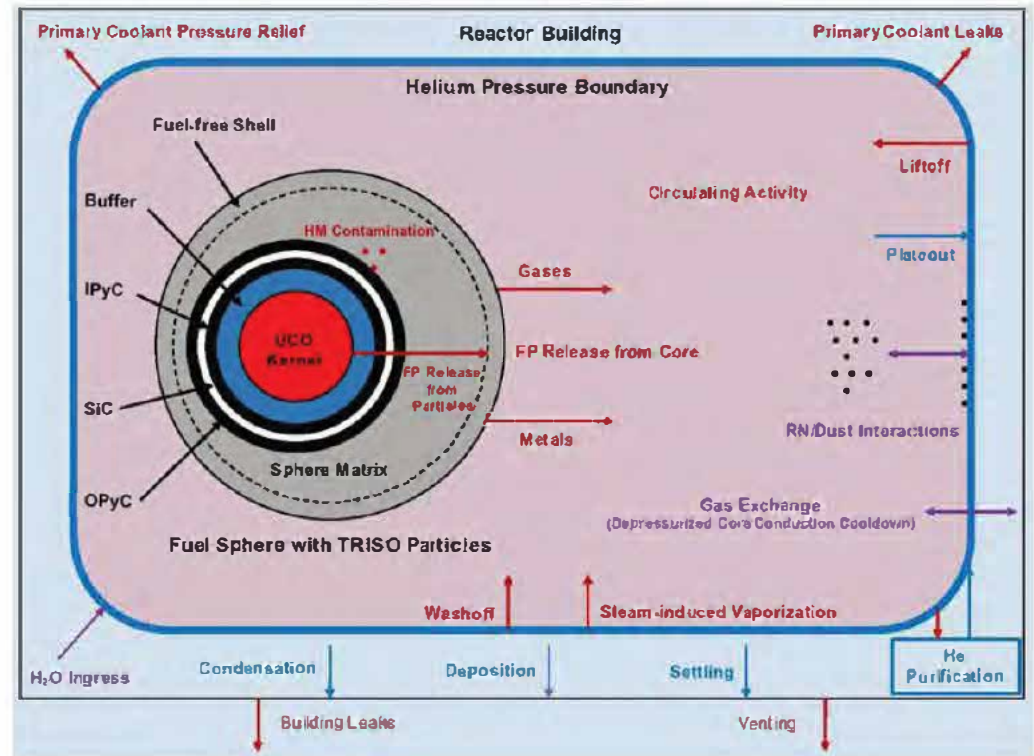 Primary Coolant Pressure Relief
Reactor Building
Primary Coolant Leaks
Helium Pressure Boundary
Fuel-free Shell
Liftoff
Buffer
Circulating Activity
HM Contamination
Plateout
Gases
IPyC
UCO
Kernel
FP Release from Core
FP Release
from
Particles
SiC
Metals
RN/Dust Interactions
Sphere Matrix
OPyC
Gas Exchange
(Depressurized Core Conduction Cooldown)
Fuel Sphere with TRISO Particles
Washoff
Steam-induced Vaporization
H₂O Ingress
Condensation
Deposition
Settling
He
Purification
Building Leaks
Venting